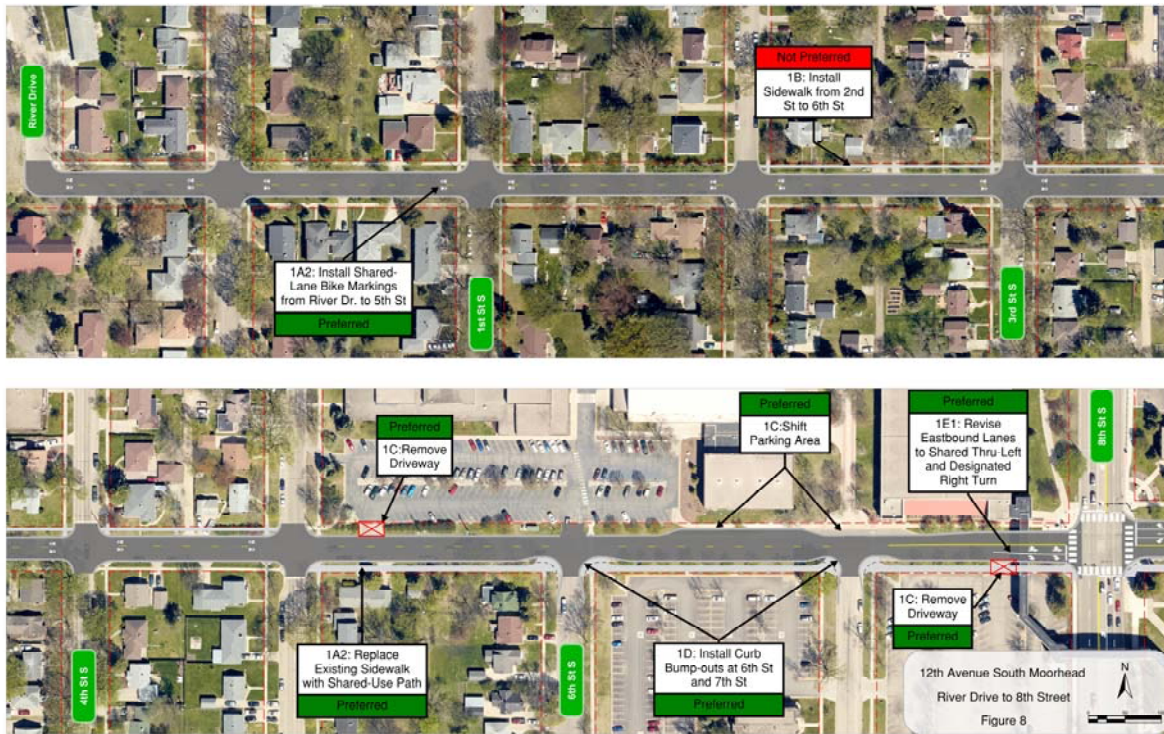 River Drive
Not Preferred
1B: Install
Sidewalk from 2nd
St to 6th St
1A2: Install Shared-
Lane Bike Markings
from River Dr. to 5th St
Preferred
1st St S
3rd St S
Preferred
1C:Remove
Driveway
Preferred
1C:Shift
Parking Area
Preferred
1E1: Revise
Eastbound Lanes
to Shared Thru-Left
and Designated
Right Turn
8th St S
4th St S
1A2: Replace
Existing Sidewalk
with Shared-Use Path
Preferred
6th St S
1D: Install Curb
Bump-outs at 6th St
and 7th St
Preferred
1C: Remove
Driveway
Preferred
12th Avenue South Moorhead
River Drive to 8th Street
Figure 8
N